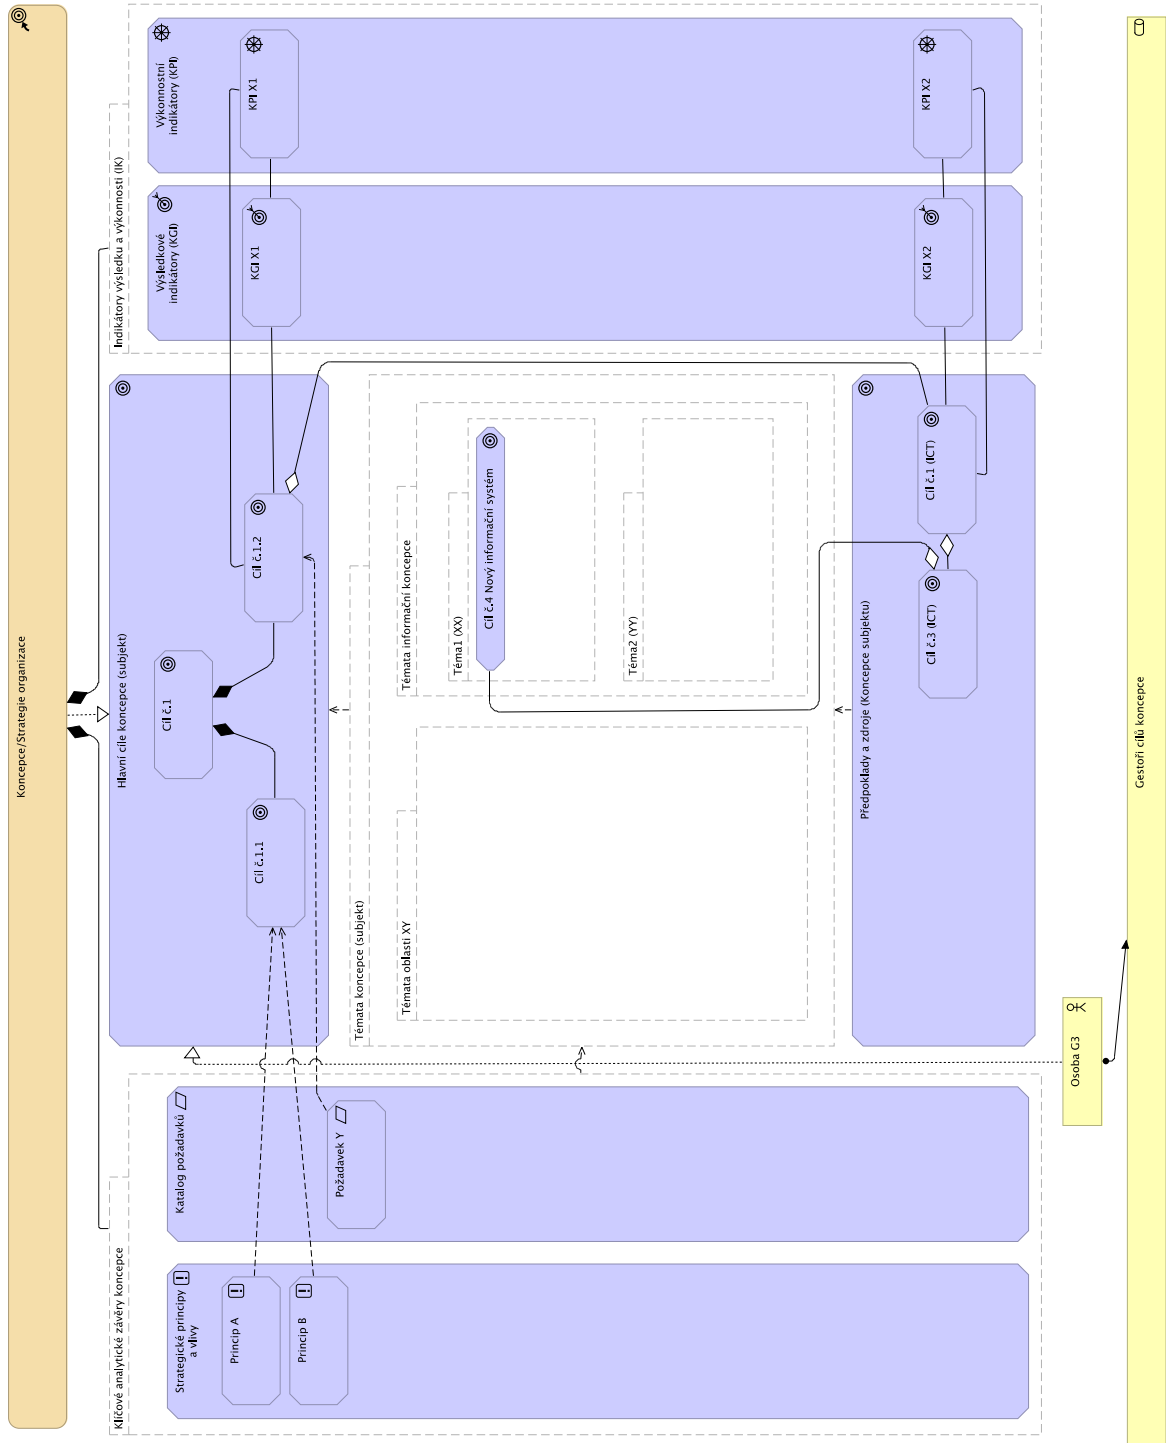 Koncepce/Strategie organizace
Klíčové analytické závěry koncepce
Strategické principy
a vlivy
Princip A
Princip B
Katalog požadavků
Požadavek Y
Hlavní cíle koncepce (subjekt)
Cíl č.1
Cíl č.1.1
Cíl č.1.2
Témata koncepce (subjekt)
Témata oblasti XY
Témata informační koncepce
Téma1 (XX)
Cíl č.4 Nový informační systém
Téma2 (YY)
Předpoklady a zdroje (Koncepce subjektu)
Cíl č.3 (ICT)
Cíl č.1 (ICT)
Indikátory výsledku a výkonnosti (IK)
Výsledkové
indikátory (KGI)
KGI X1
KGI X2
Výkonnostní
indikátory (KPI)
KPI X1
KPI X2
Osoba G3
Gestoři cílů koncepce